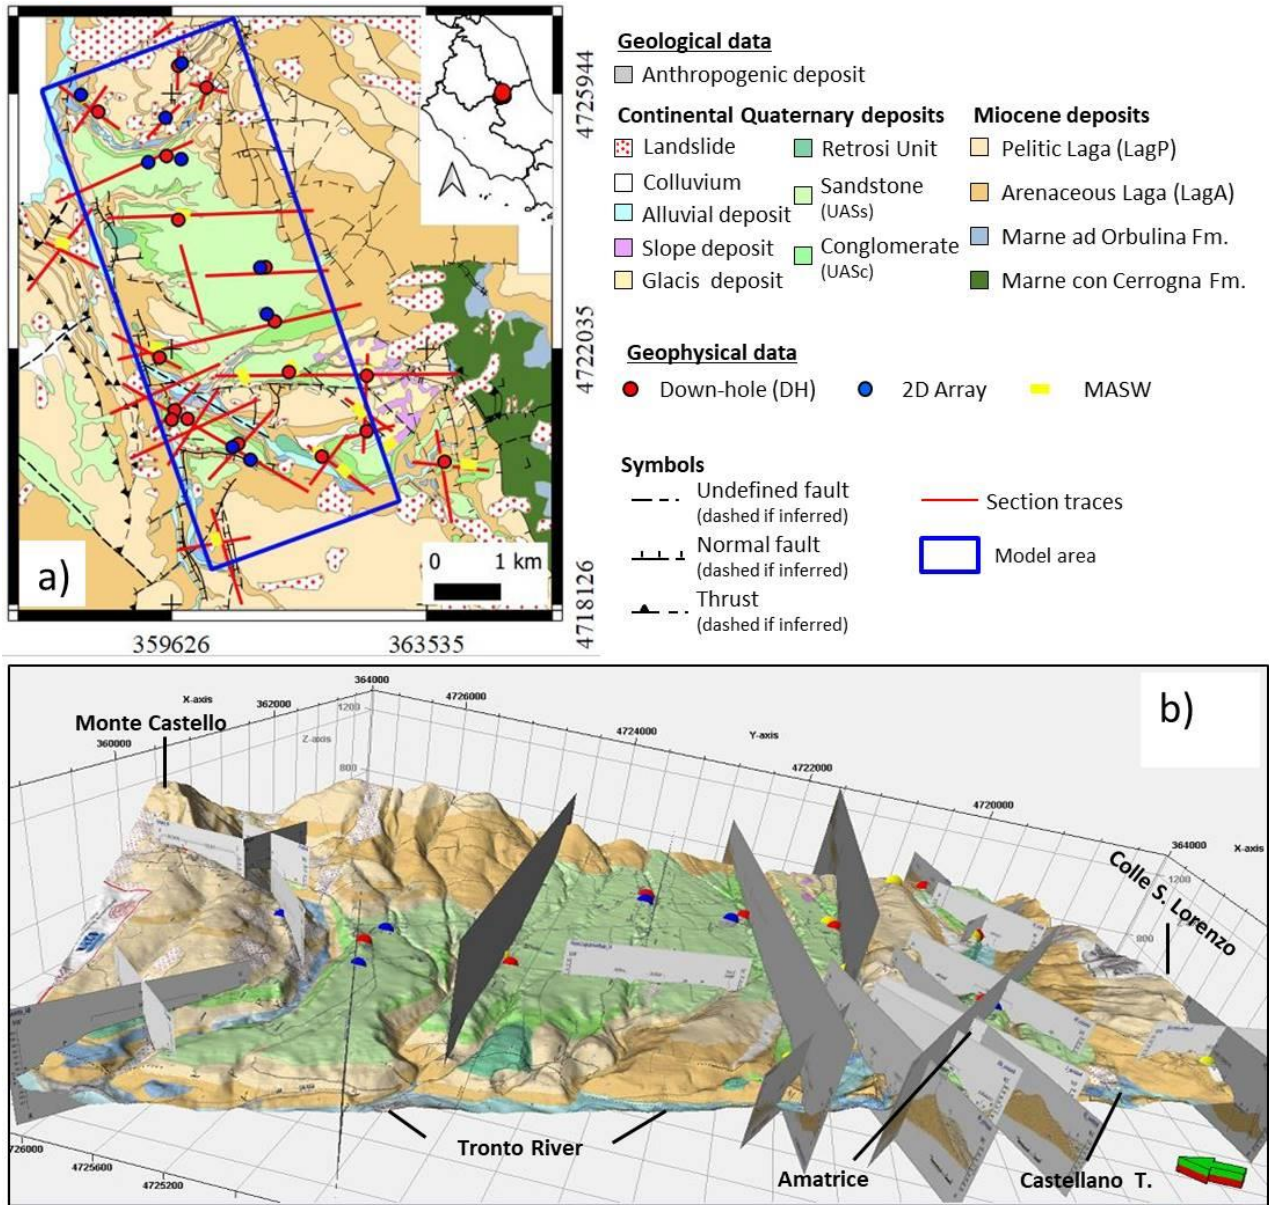 4725944
4722035
4718126
359626
363535
0 1 km
a)
Geological data
Anthropogenic deposit
Continental Quaternary deposits
Landslide
Colluvium
Alluvial deposit
Slope deposit
Glacis deposit
Retrosi Unit
Sandstone
(UASs)
Conglomerate
(UASc)
Miocene deposits
Pelitic Laga (LagP)
Arenaceous Laga (LagA)
Marne ad Orbulina Fm.
Marne con Cerrogna Fm.
Geophysical data
Down-hole (DH)
2D Array
MASW
Symbols
Undefined fault
(dashed if inferred)
Normal fault
(dashed if inferred)
Thrust
(dashed if inferred)
Section traces
Model area
b)
364000
X-axis
362000
4726000
1200
Z-axis
Monte Castello
360000
800
4724000
Y-axis
4722000
4720000
364000
X-axis
1200
Colle S. Lorenzo
800
Tronto River
Amatrice
Castellano T.
4725600
4725200